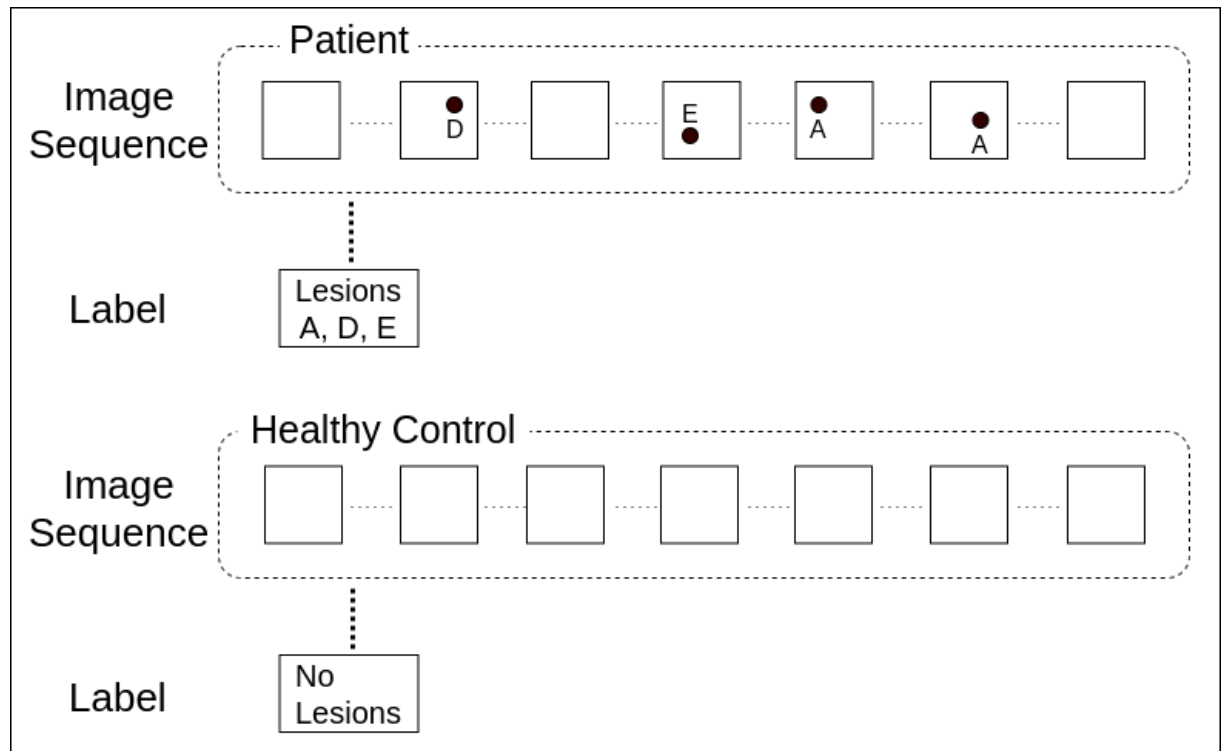 Patient
Image
Sequence
D
E
A
A
Label
Lesions
A, D, E
Healthy Control
Image
Sequence
Label
No
Lesions